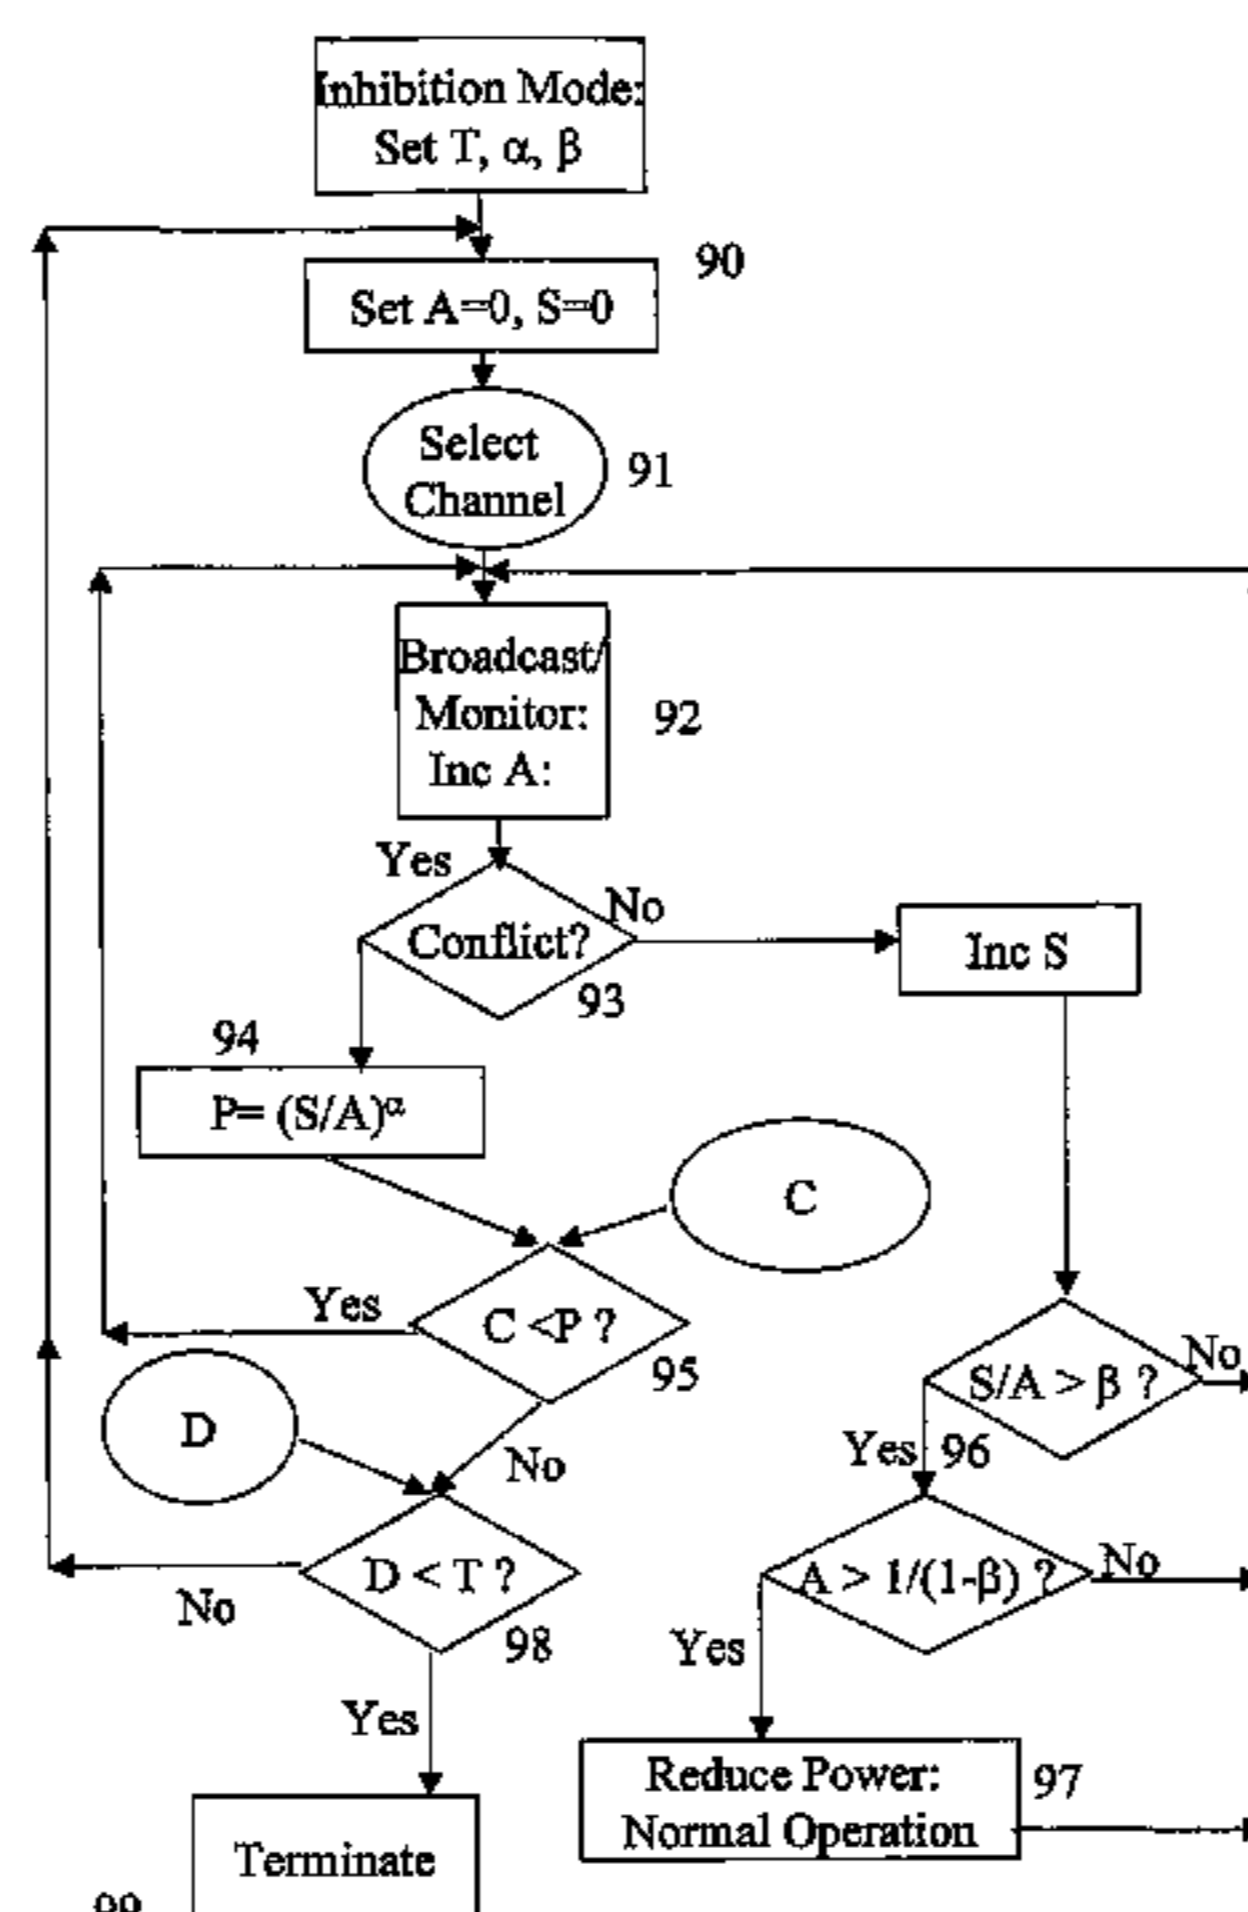 Inhibition Mode:
Set T, α, β
90
Set A=0, S=0
Select
Channel
91
Broadcast/
Monitor:
Inc A:
92
Yes
No
Conflict?
93
Inc S
94
P= (S/A)^α
C
Yes
C <P ?
95
No
S/A > β ?
No
Yes
96
D
D < T ?
No
98
A > 1/(1-β) ?
No
Yes
Yes
Reduce Power:
Normal Operation
97
Terminate
99